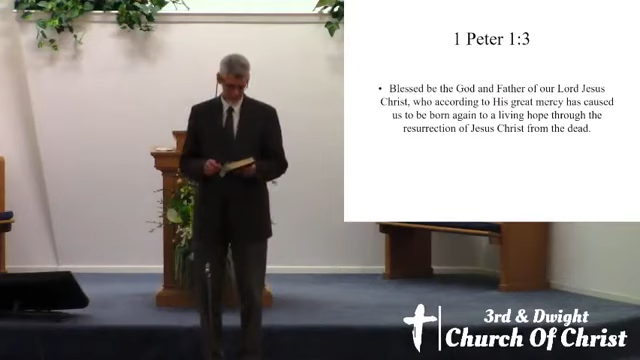 1 Peter 1:3
• Blessed be the God and Father of our Lord Jesus
Christ, who according to His great mercy has caused
us to be born again to a living hope through the
resurrection of Jesus Christ from the dead.
3rd & Dwight
Church Of Christ